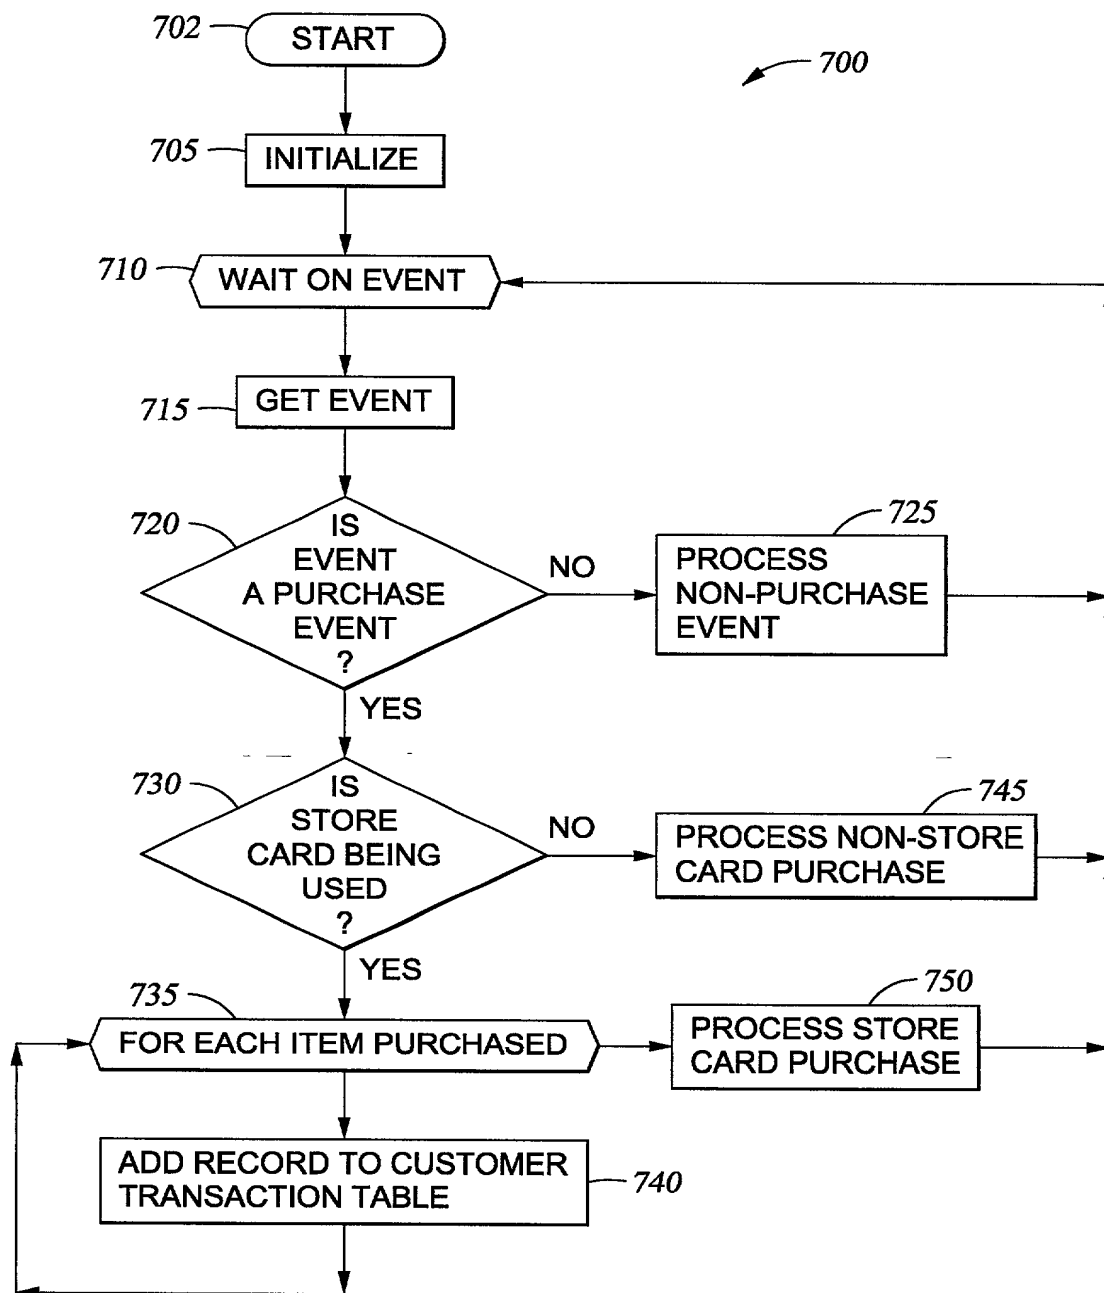 702
START
700
705
INITIALIZE
710
WAIT ON EVENT
715
GET EVENT
720
IS
EVENT
A PURCHASE
EVENT
?
NO
725
PROCESS
NON-PURCHASE
EVENT
YES
730
IS
STORE
CARD BEING
USED
?
NO
745
PROCESS NON-STORE
CARD PURCHASE
YES
735
FOR EACH ITEM PURCHASED
750
PROCESS STORE
CARD PURCHASE
ADD RECORD TO CUSTOMER
TRANSACTION TABLE
740